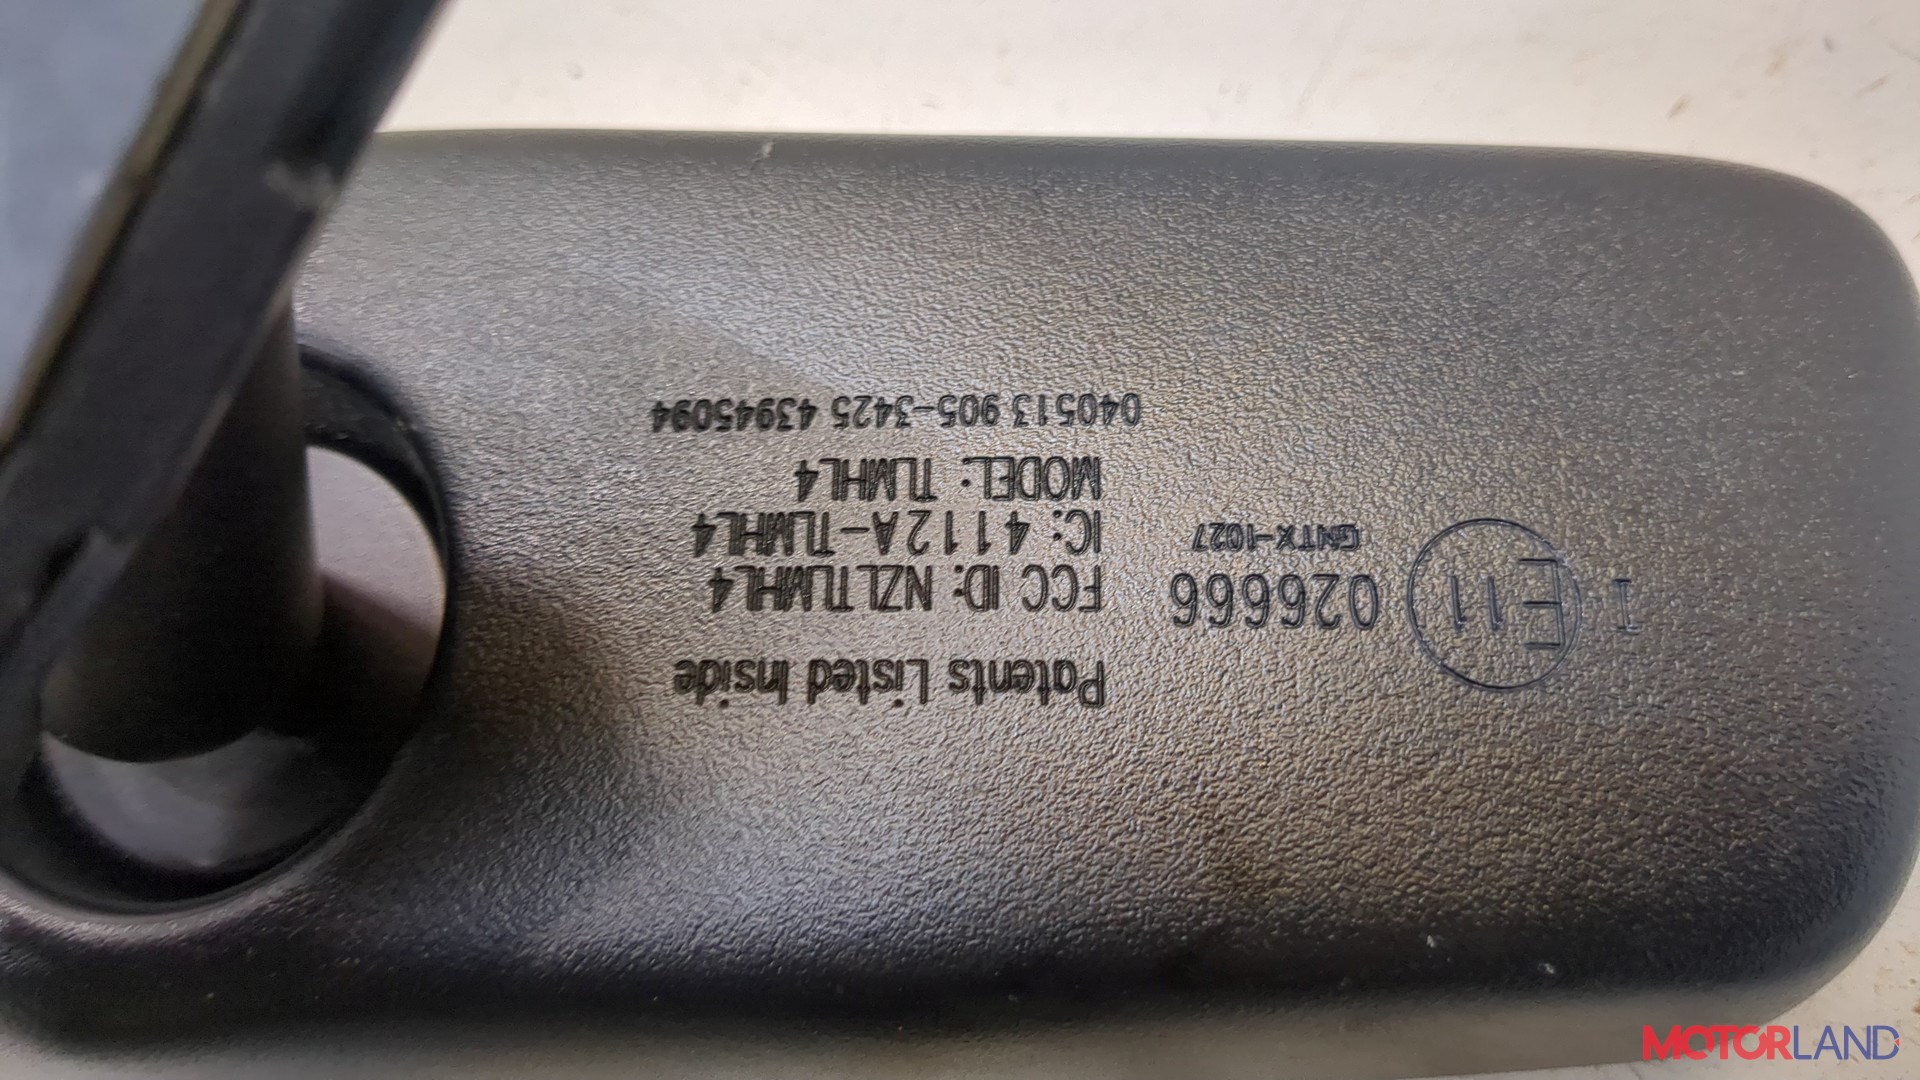 I E11 026666
GNTX-1027
Patents Listed Inside
FCC ID: NZLTLMHL4
IC: 4112A-TLMHL4
MODEL: TLMHL4
040513 905-3425 43945094
MOTORLAND